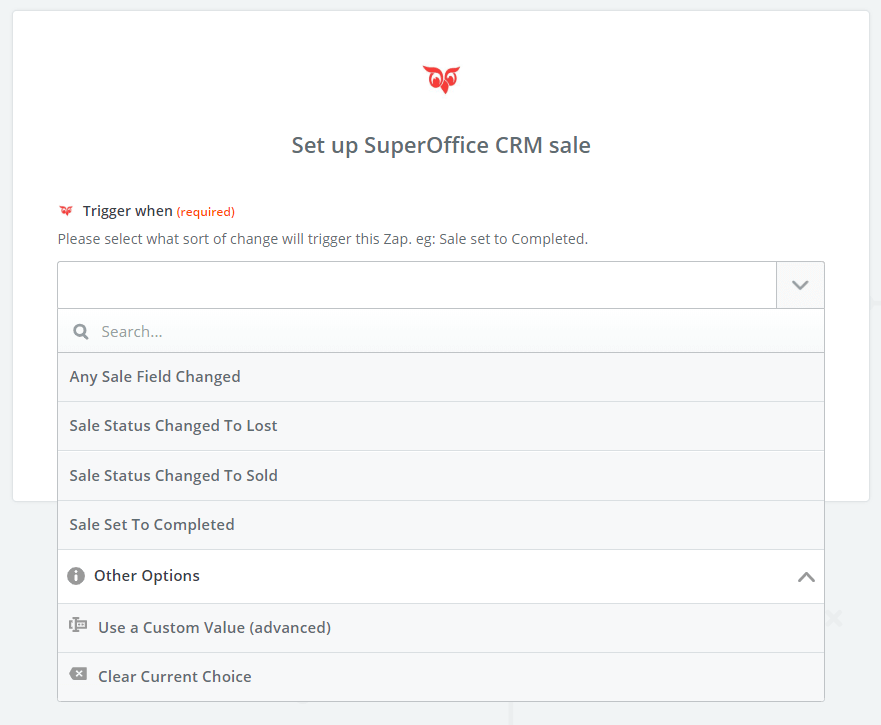 Set up SuperOffice CRM sale
Trigger when (required)
Please select what sort of change will trigger this Zap. eg: Sale set to Completed.
Search...
Any Sale Field Changed
Sale Status Changed To Lost
Sale Status Changed To Sold
Sale Set To Completed
Other Options
Use a Custom Value (advanced)
Clear Current Choice